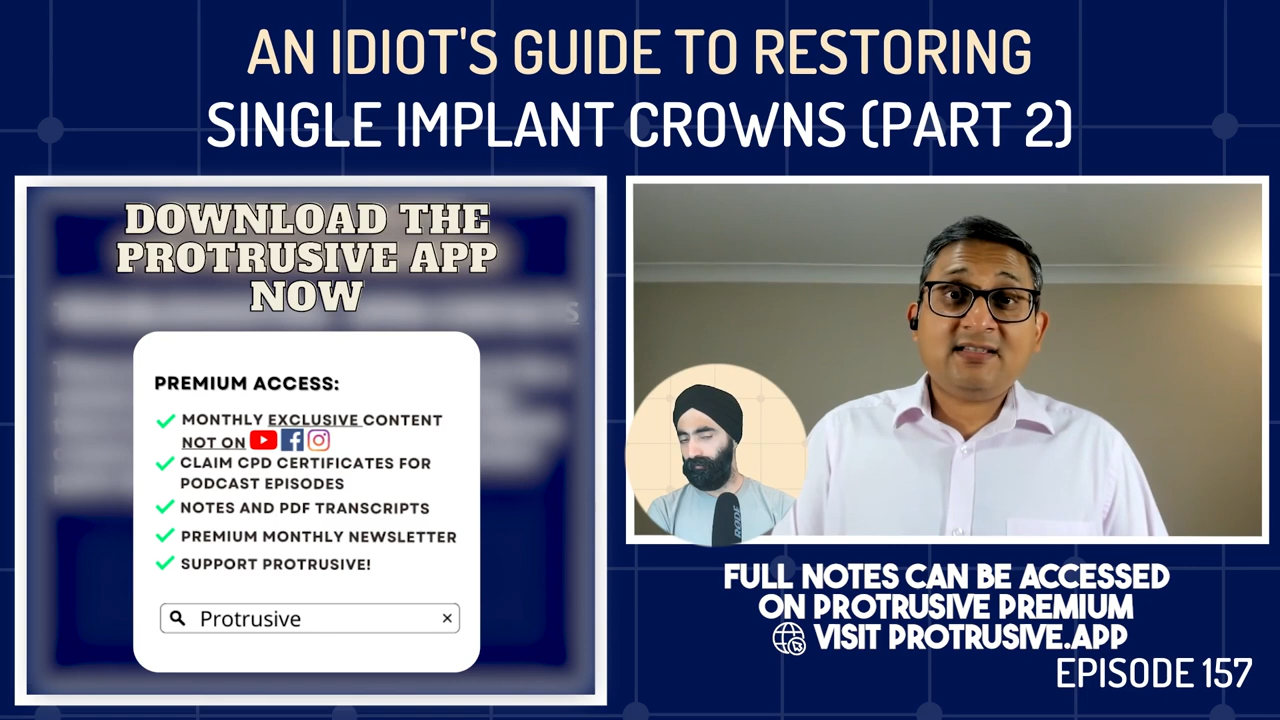 AN IDIOT'S GUIDE TO RESTORING
SINGLE IMPLANT CROWNS (PART 2)
DOWNLOAD THE
PROTRUSIVE APP
NOW
PREMIUM ACCESS:
MONTHLY EXCLUSIVE CONTENT
NOT ON
CLAIM CPD CERTIFICATES FOR
PODCAST EPISODES
NOTES AND PDF TRANSCRIPTS
PREMIUM MONTHLY NEWSLETTER
SUPPORT PROTRUSIVE!
Protrusive ×
RODE
FULL NOTES CAN BE ACCESSED
ON PROTRUSIVE PREMIUM
VISIT PROTRUSIVE.APP
EPISODE 157